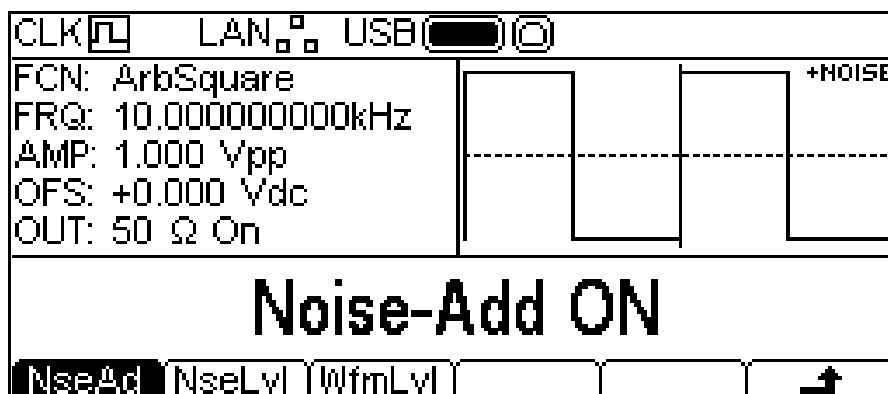 CLK LAN USB
FCN: ArbSquare
FRQ: 10.000000000kHz
AMP: 1.000 Vpp
OFS: +0.000 Vdc
OUT: 50 Ω On
+NOISE
Noise-Add ON
NseAd NseLvl WfmLvl